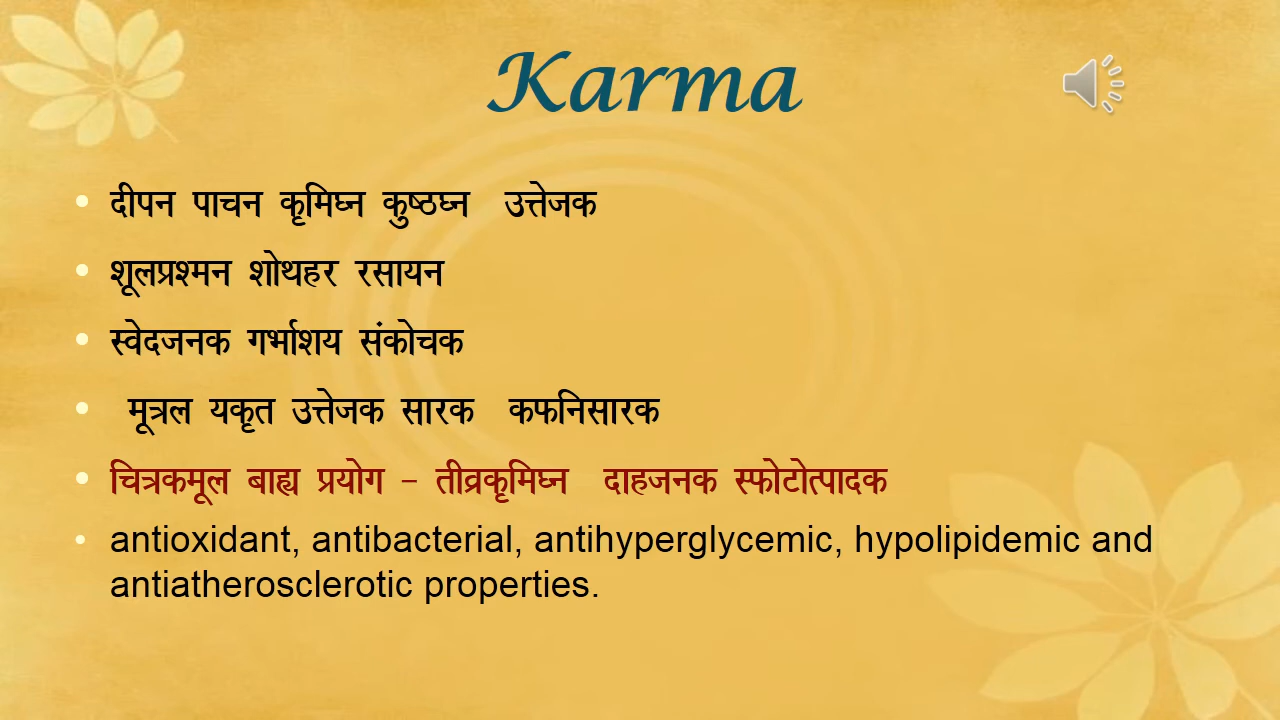 Karma
दीपन पाचन कृमिघ्न कुष्ठघ्न उत्तेजक
शूलप्रश्मन शोथहर रसायन
स्वेदजनक गर्भाशय संकोचक
मूत्रल यकृत उत्तेजक सारक कफनिसारक
चित्रकमूल बाह्य प्रयोग – तीव्रकृमिघ्न दाहजनक स्फोटोत्पादक
antioxidant, antibacterial, antihyperglycemic, hypolipidemic and
antiatherosclerotic properties.